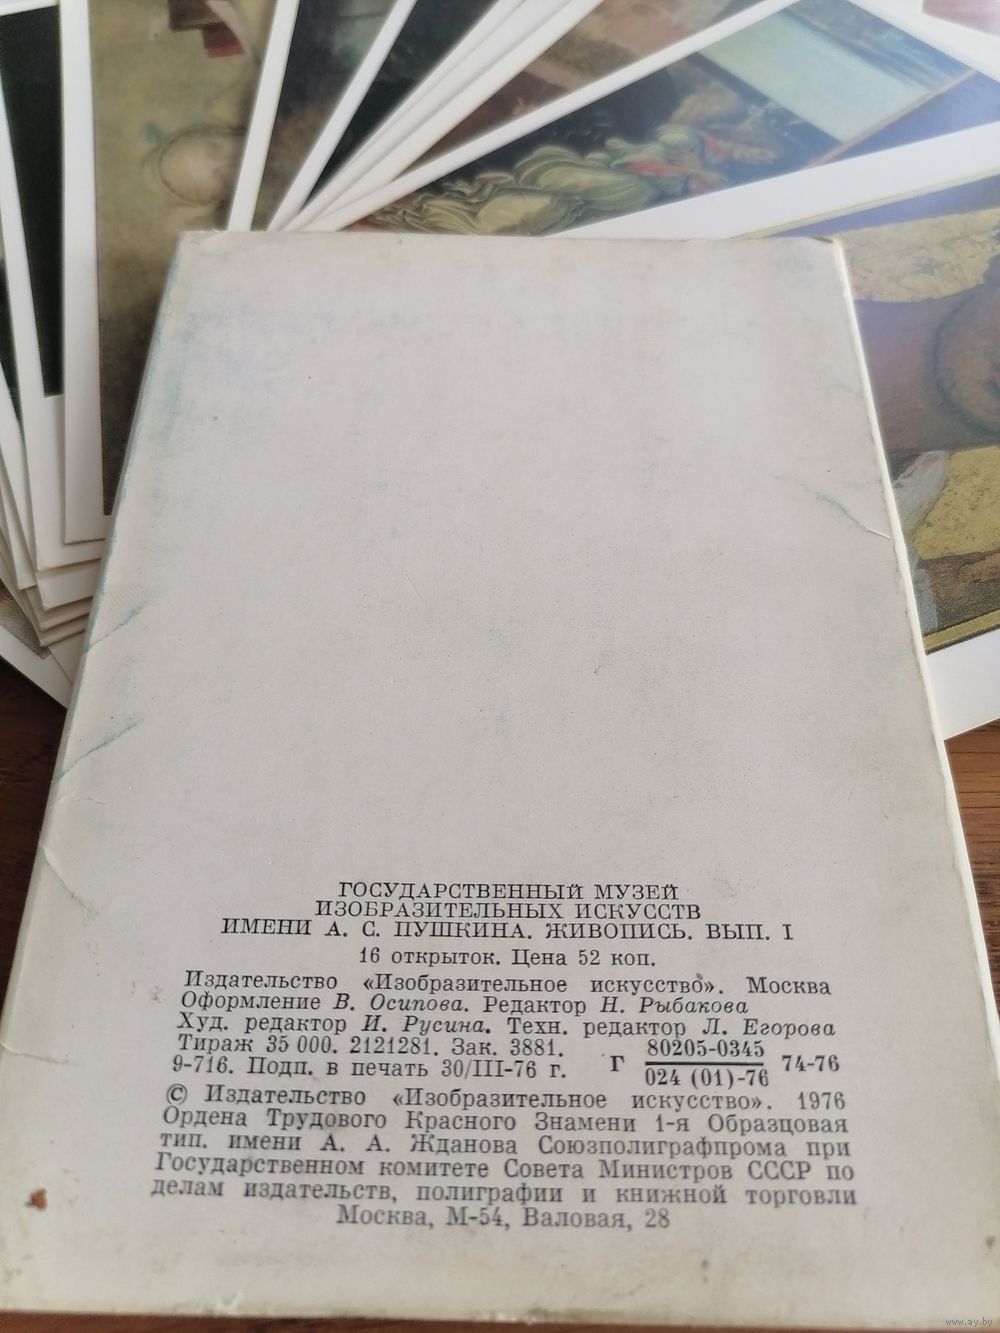 ГОСУДАРСТВЕННЫЙ МУЗЕЙ
ИЗОБРАЗИТЕЛЬНЫХ ИСКУССТВ
ИМЕНИ А. С. ПУШКИНА. ЖИВОПИСЬ. ВЫП. I
16 открыток. Цена 52 коп.
Издательство «Изобразительное искусство». Москва
Оформление В. Осипова. Редактор Н. Рыбакова
Худ. редактор И. Русина. Техн. редактор Л. Егорова
Тираж 35 000. 2121281. Зак. 3881.
9-716. Подп. в печать 30/III-76 г.
Г 80205-0345
024 (01)-76 74-76
© Издательство «Изобразительное искусство». 1976
Ордена Трудового Красного Знамени 1-я Образцовая
тип. имени А. А. Жданова Союзполиграфпрома при
Государственном комитете Совета Министров СССР по
делам издательств, полиграфии и книжной торговли
Москва, М-54, Валовая, 28
www.ay.by